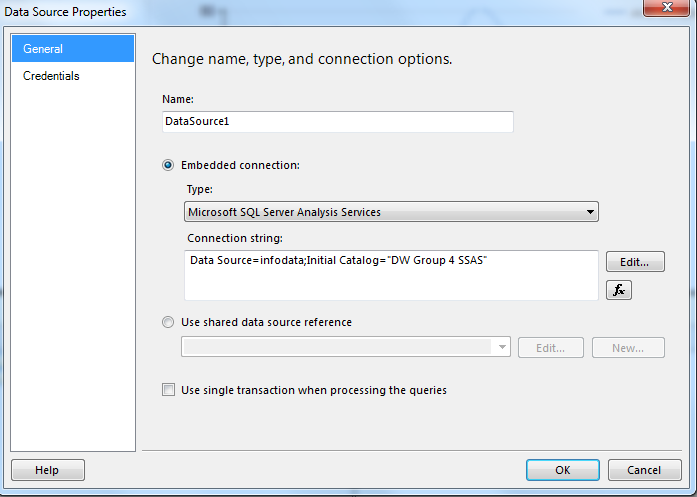 Data Source Properties
General
Credentials
Change name, type, and connection options.
Name:
DataSource1
Embedded connection:
Type:
Microsoft SQL Server Analysis Services
Connection string:
Data Source=infodata;Initial Catalog="DW Group 4 SSAS"
Edit...
fx
Use shared data source reference
Edit...
New...
Use single transaction when processing the queries
Help
OK
Cancel